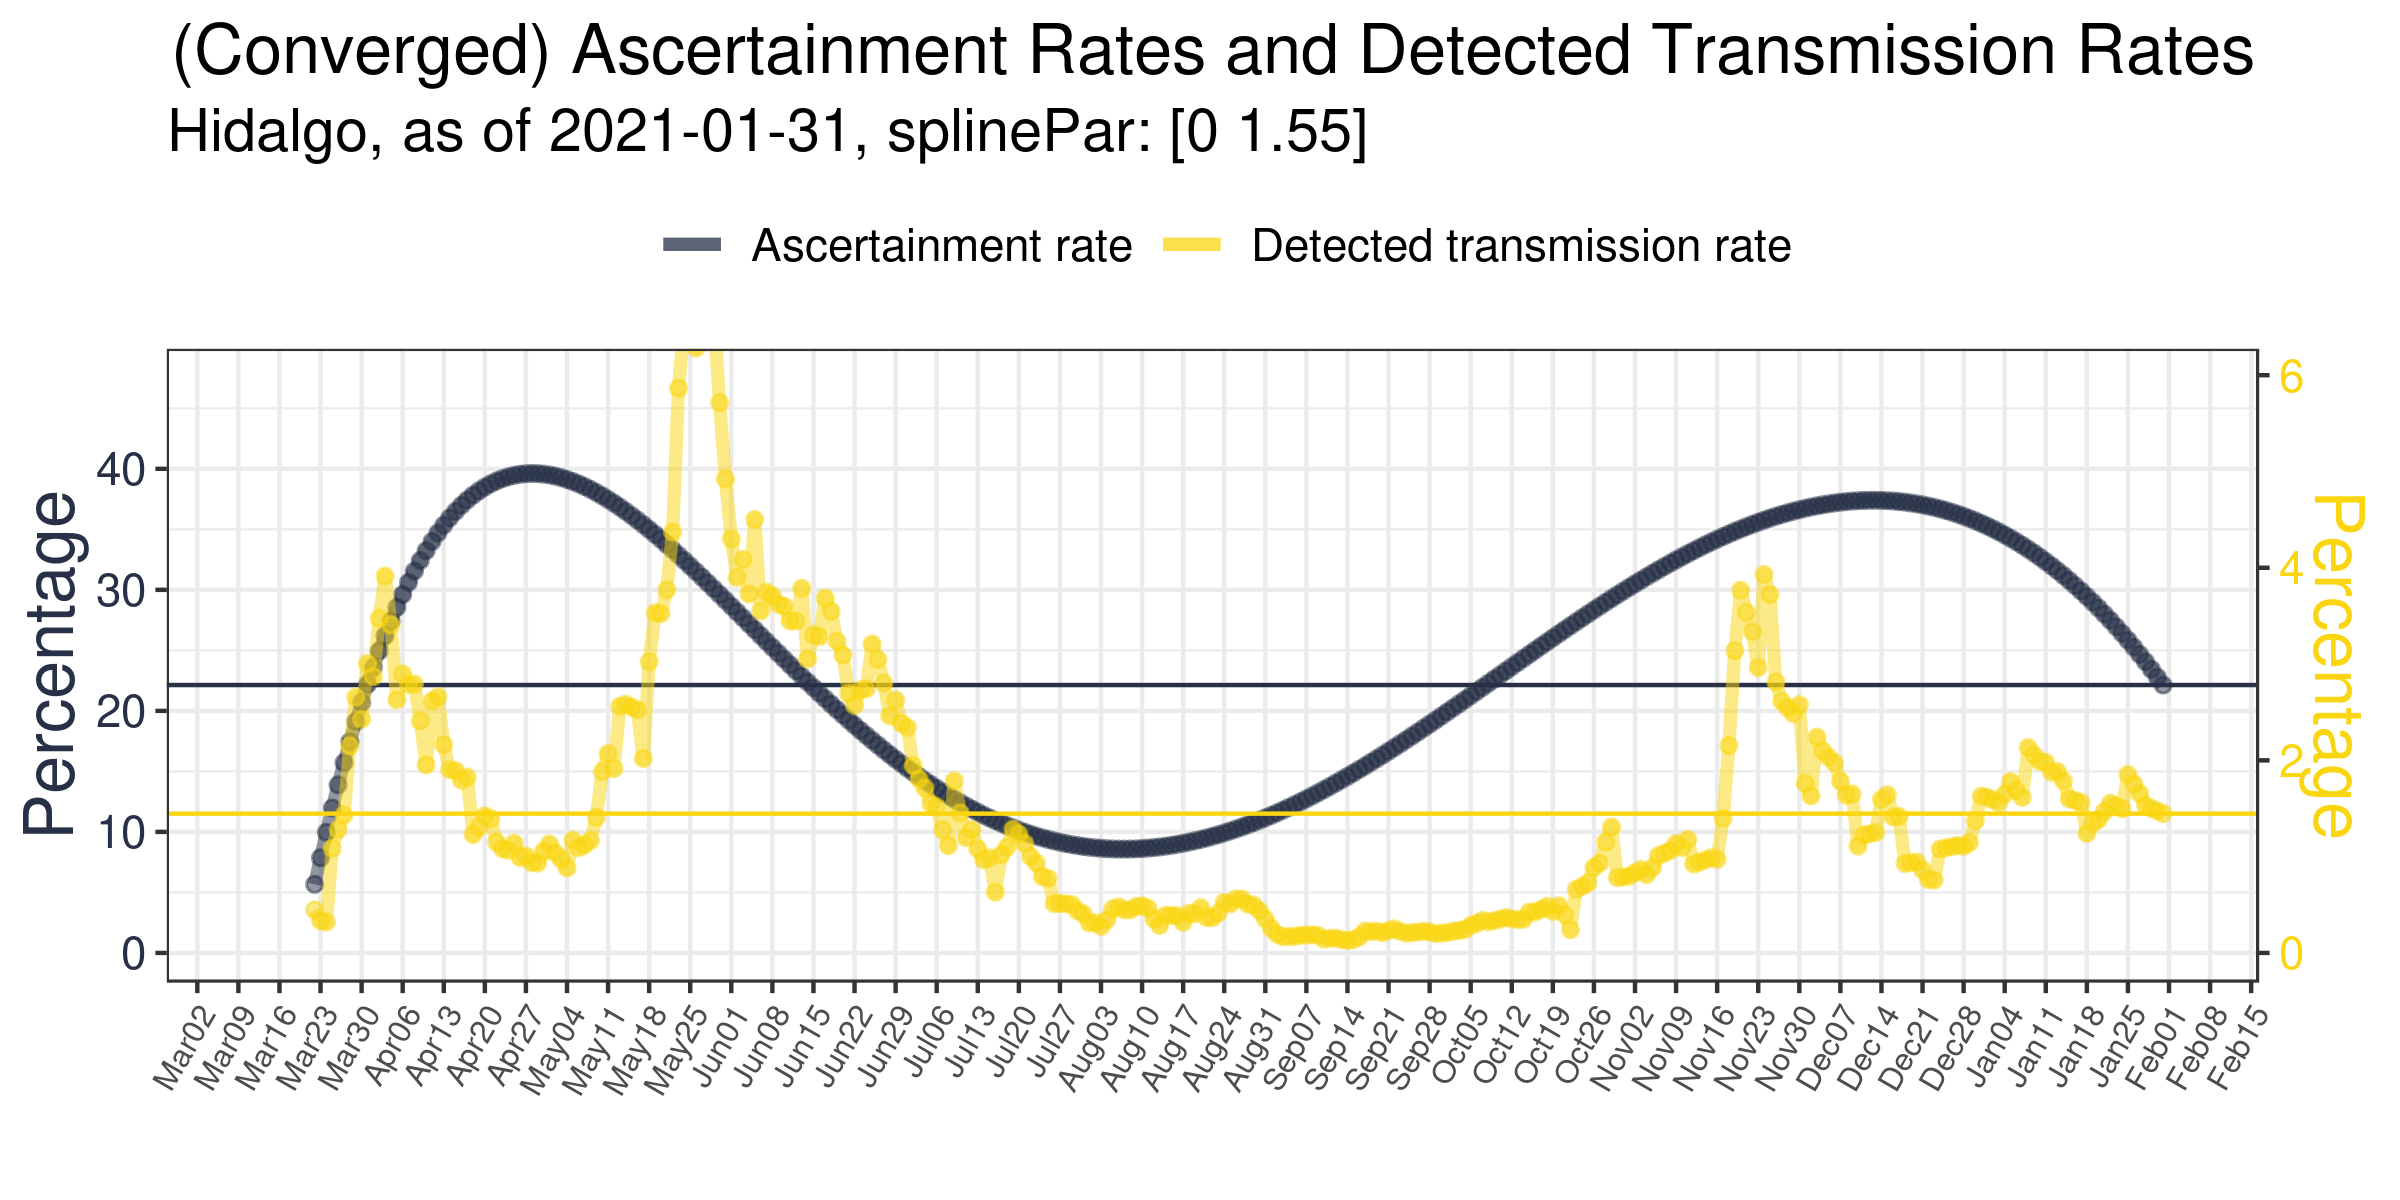 (Converged) Ascertainment Rates and Detected Transmission Rates
Hidalgo, as of 2021-01-31, splinePar: [0 1.55]
Ascertainment rate Detected transmission rate
Percentage
40
30
20
10
0
6
4
2
0
Percentage
Mar02 Mar09 Mar16 Mar23 Mar30 Apr06 Apr13 Apr20 Apr27 May04 May11 May18 May25 Jun01 Jun08 Jun15 Jun22 Jun29 Jul06 Jul13 Jul20 Jul27 Aug03 Aug10 Aug17 Aug24 Aug31 Sep07 Sep14 Sep21 Sep28 Oct05 Oct12 Oct19 Oct26 Nov02 Nov09 Nov16 Nov23 Nov30 Dec07 Dec14 Dec21 Dec28 Jan04 Jan11 Jan18 Jan25 Feb01 Feb08 Feb15